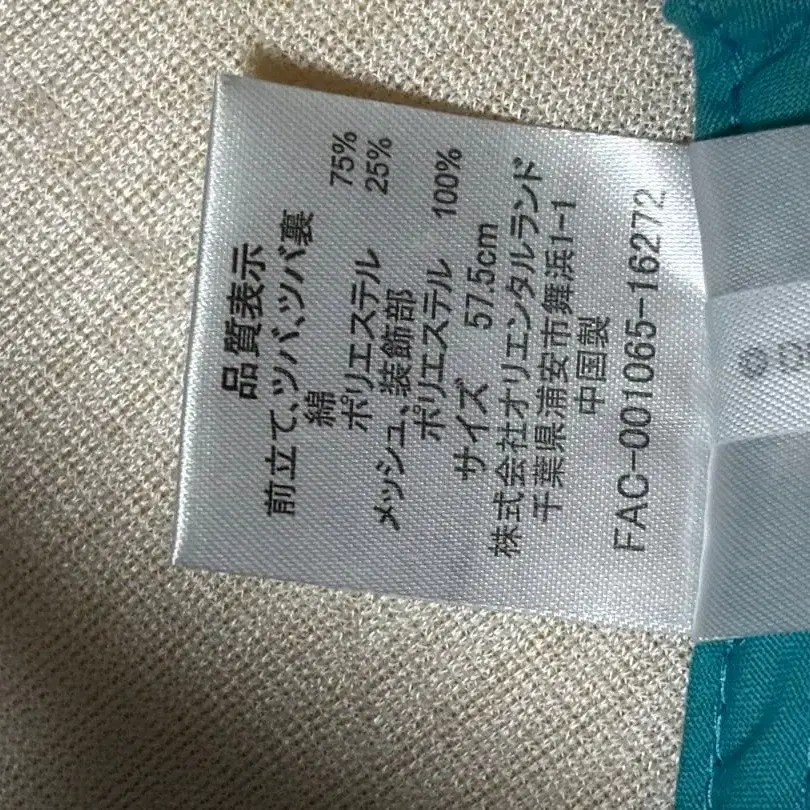 品質表示
前立て、ツバ、ツバ裏
綿 75%
ポリエステル 25%
メッシュ、装飾部
ポリエステル 100%
サイズ 57.5cm
株式会社オリエンタルランド
千葉県浦安市舞浜1-1
中国製
FAC-001065-16272